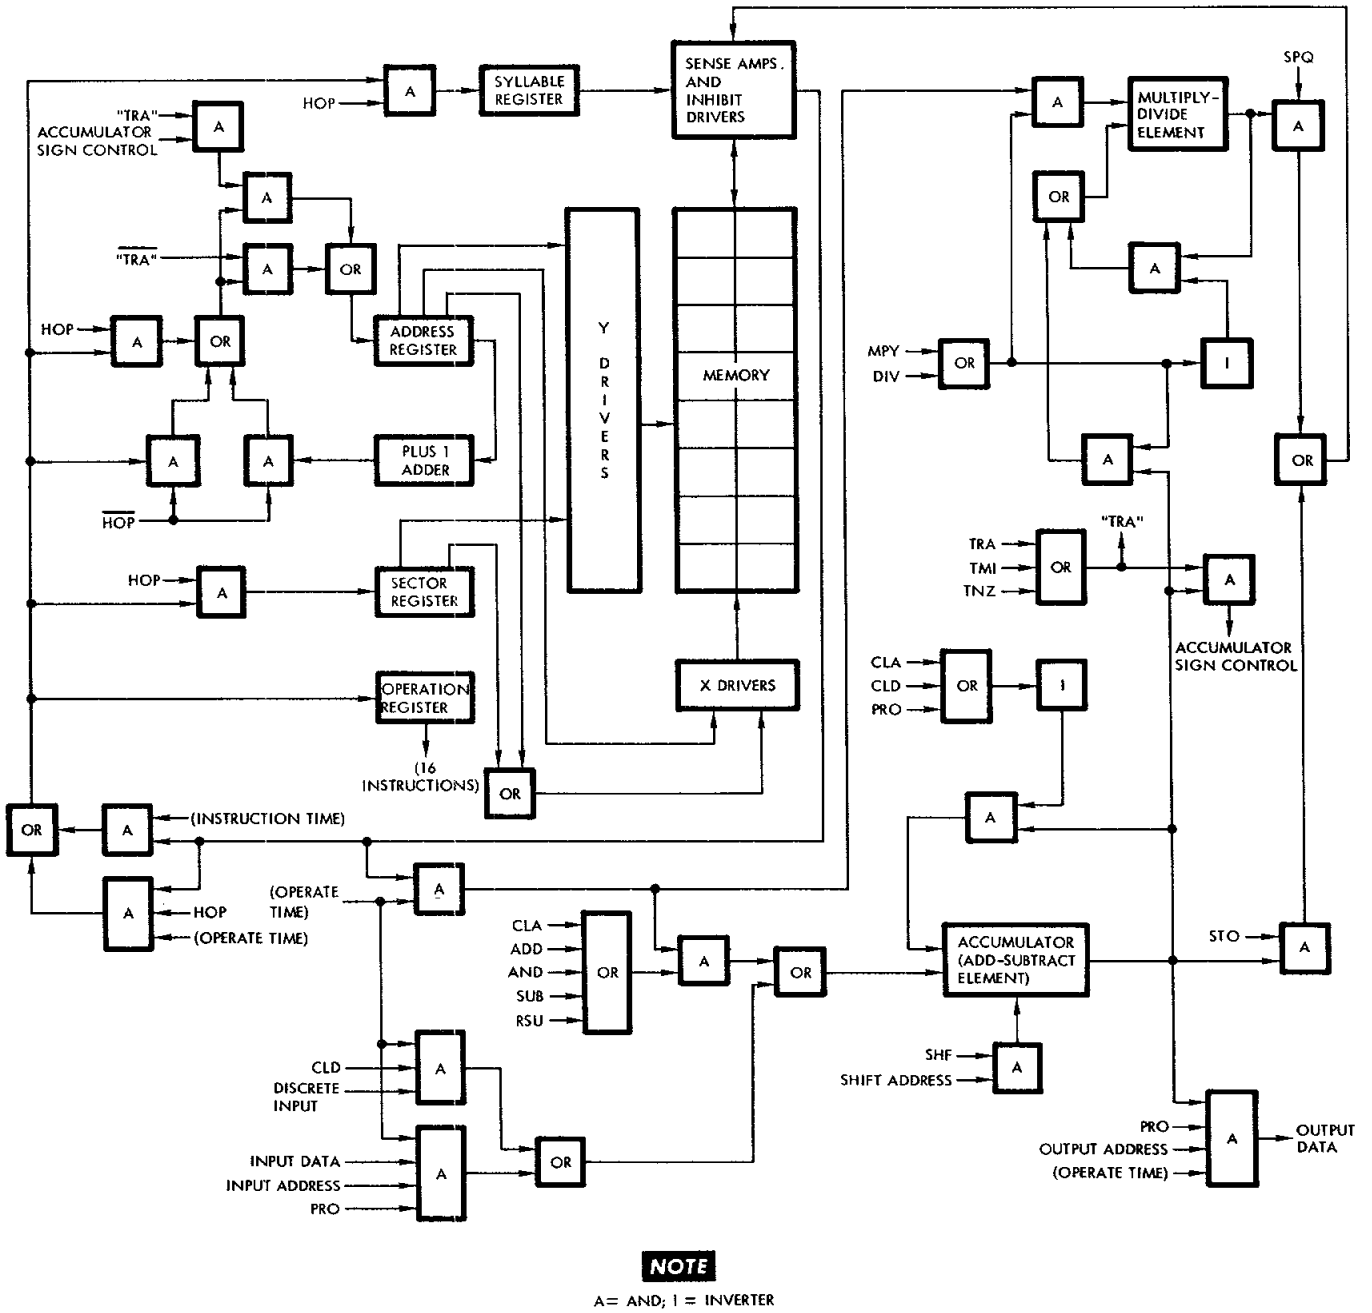 SPQ
SENSE AMPS.
AND
INHIBIT
DRIVERS
A
SYLLABLE
REGISTER
HOP
"TRA"
ACCUMULATOR
SIGN CONTROL
A
A
MULTIPLY-
DIVIDE
ELEMENT
A
A
OR
"TRA"
A
OR
A
HOP
A
OR
ADDRESS
REGISTER
Y
DRIVERS
MEMORY
MPY
DIV
OR
I
A
A
PLUS 1
ADDER
HOP
A
OR
HOP
A
SECTOR
REGISTER
"TRA"
TRA
TMI
TNZ
OR
A
ACCUMULATOR
SIGN CONTROL
OPERATION
REGISTER
X DRIVERS
CLA
CLD
PRO
OR
I
(16
INSTRUCTIONS)
OR
OR
A
(INSTRUCTION TIME)
A
A
HOP
(OPERATE TIME)
(OPERATE
TIME)
A
CLA
ADD
AND
SUB
RSU
OR
A
OR
ACCUMULATOR
(ADD-SUBTRACT
ELEMENT)
STO
A
SHF
SHIFT ADDRESS
A
CLD
DISCRETE
INPUT
A
INPUT DATA
INPUT ADDRESS
PRO
A
OR
PRO
OUTPUT ADDRESS
(OPERATE TIME)
A
OUTPUT
DATA
NOTE
A= AND; I = INVERTER